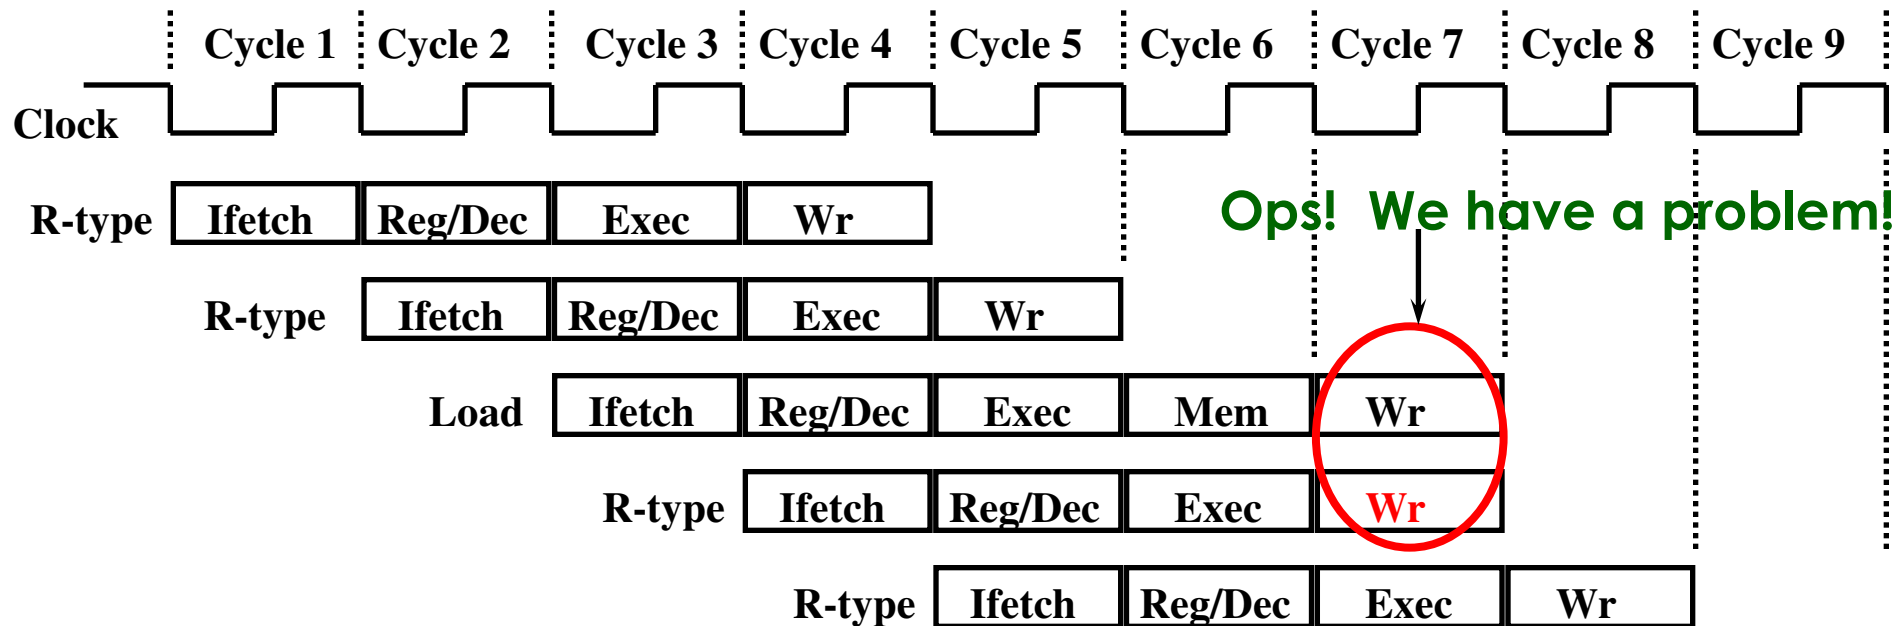 Cycle 1 Cycle 2 Cycle 3 Cycle 4 Cycle 5 Cycle 6 Cycle 7 Cycle 8 Cycle 9
Clock
Ops! We have a problem!
R-type Ifetch Reg/Dec Exec Wr
R-type Ifetch Reg/Dec Exec Wr
Load Ifetch Reg/Dec Exec Mem Wr
R-type Ifetch Reg/Dec Exec Wr
R-type Ifetch Reg/Dec Exec Wr